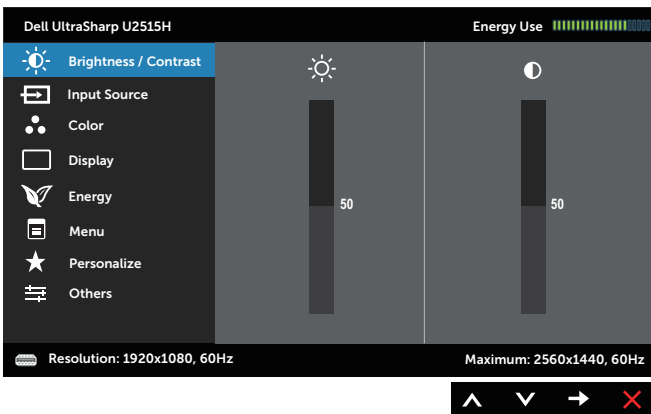 Dell UltraSharp U2515H
Energy Use
Brightness / Contrast
Input Source
Color
Display
Energy
Menu
Personalize
Others
50
50
Resolution: 1920x1080, 60Hz
Maximum: 2560x1440, 60Hz